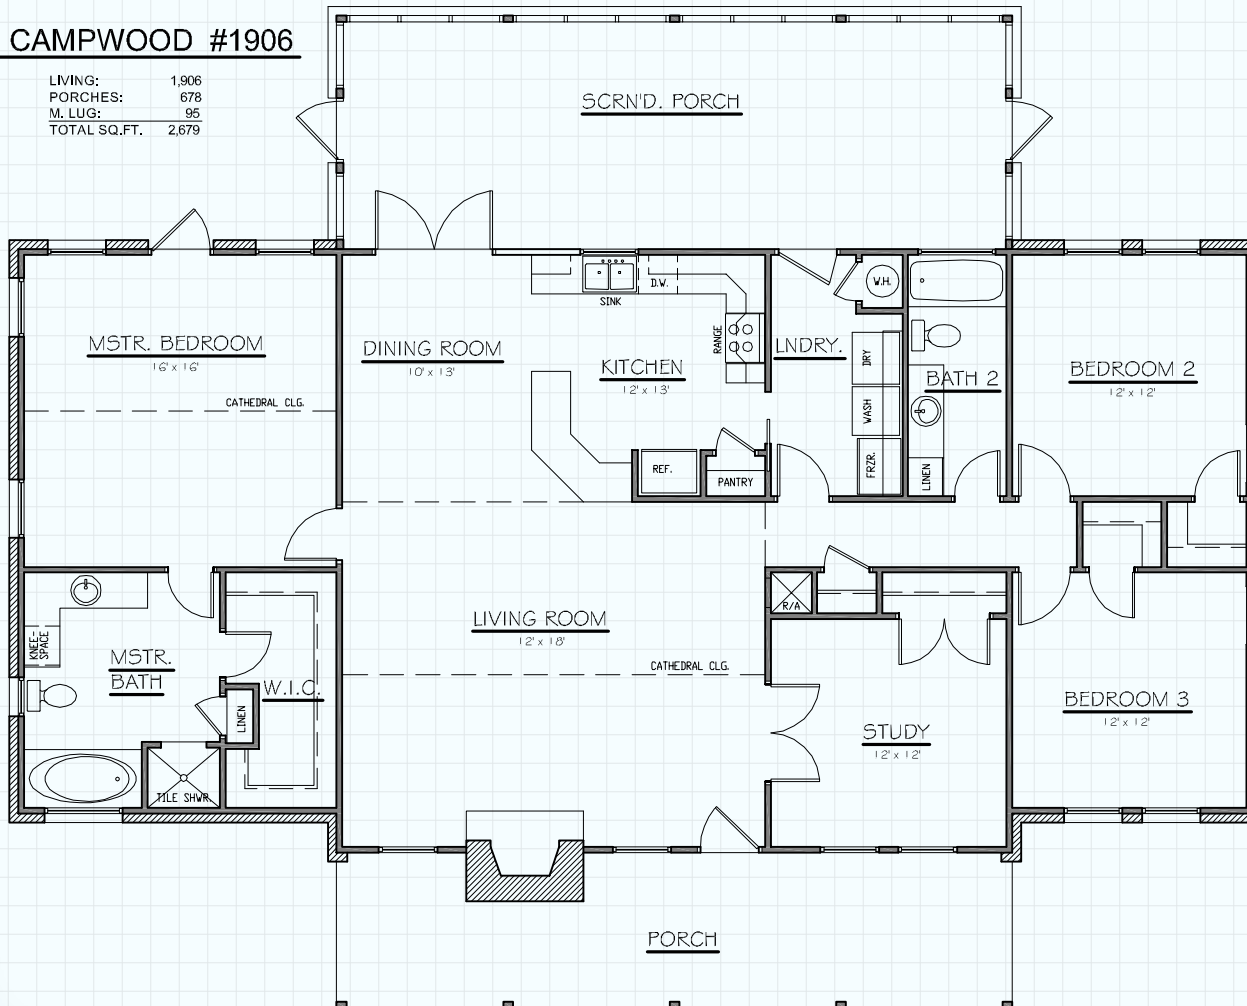 CAMPWOOD #1906
LIVING: 1,906
PORCHES: 678
M. LUG: 95
TOTAL SQ.FT. 2,679
SCRN'D. PORCH
MSTR. BEDROOM
16' x 16'
CATHEDRAL CLG.
DINING ROOM
10' x 13'
SINK
D.W.
RANGE
KITCHEN
12' x 13'
REF.
PANTRY
LNDRY.
W.H.
DRY
WASH
FRZR.
BATH 2
LINEN
BEDROOM 2
12' x 12'
KNEE-
SPACE
MSTR.
BATH
W.I.C.
LINEN
TILE SHWR
LIVING ROOM
12' x 18'
CATHEDRAL CLG.
R/A
STUDY
12' x 12'
BEDROOM 3
12' x 12'
PORCH